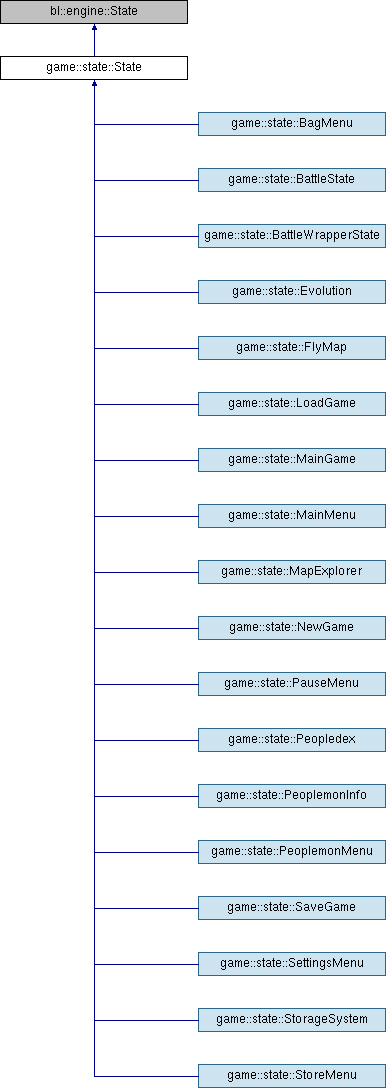 bl::engine::State
game::state::State
game::state::BagMenu
game::state::BattleState
game::state::BattleWrapperState
game::state::Evolution
game::state::FlyMap
game::state::LoadGame
game::state::MainGame
game::state::MainMenu
game::state::MapExplorer
game::state::NewGame
game::state::PauseMenu
game::state::Peopledex
game::state::PeoplemonInfo
game::state::PeoplemonMenu
game::state::SaveGame
game::state::SettingsMenu
game::state::StorageSystem
game::state::StoreMenu